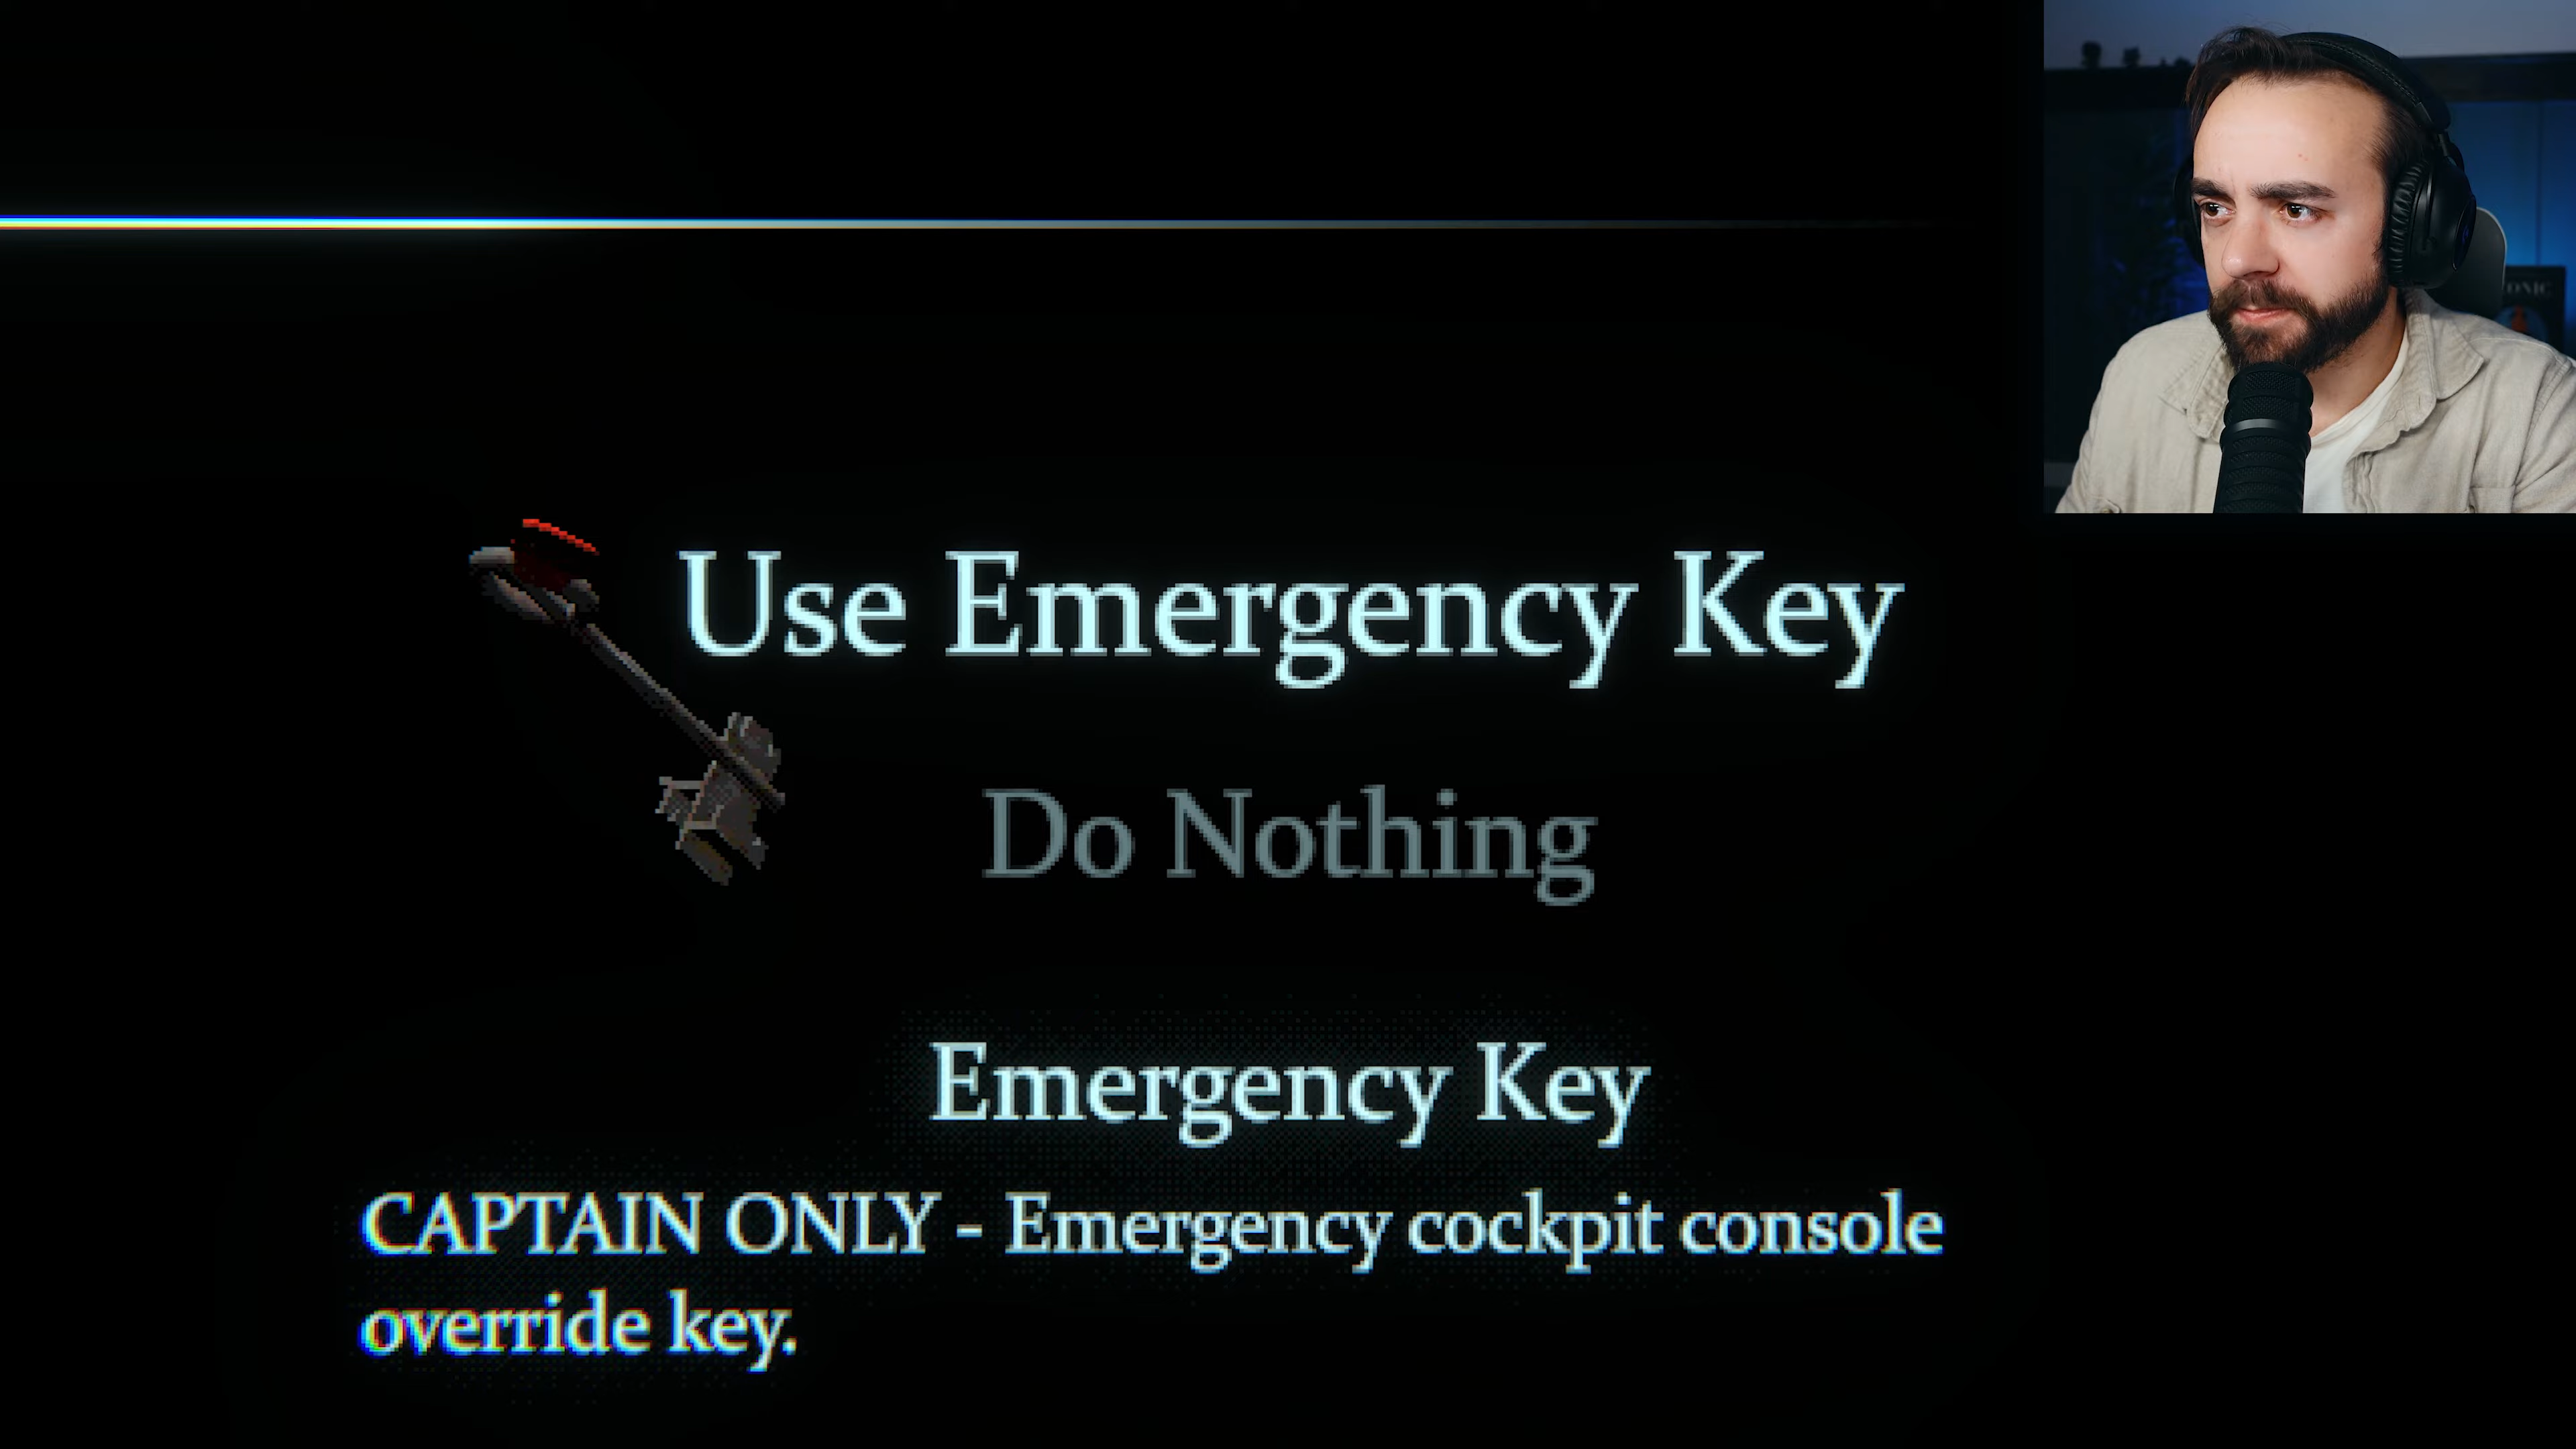 Use Emergency Key
Do Nothing
Emergency Key
CAPTAIN ONLY - Emergency cockpit console
override key.